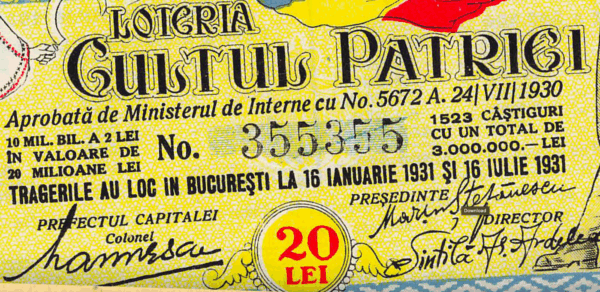 LOTERIA
CULTUL PATRIEI
Aprobată de Ministerul de Interne cu No. 5672 A. 24|VII|1930
10 MIL. BIL. A 2 LEI
ÎN VALOARE DE
20 MILIOANE LEI
No. 355355
1523 CÂȘTIGURI
CU UN TOTAL DE
3.000.000.—LEI
TRAGERILE AU LOC IN BUCUREȘTI LA 16 IANUARIE 1931 ȘI 16 IULIE 1931
PREFECTUL CAPITALEI
Colonel
20
LEI
PREȘEDINTE
Marin Ștefănescu
Download
DIRECTOR